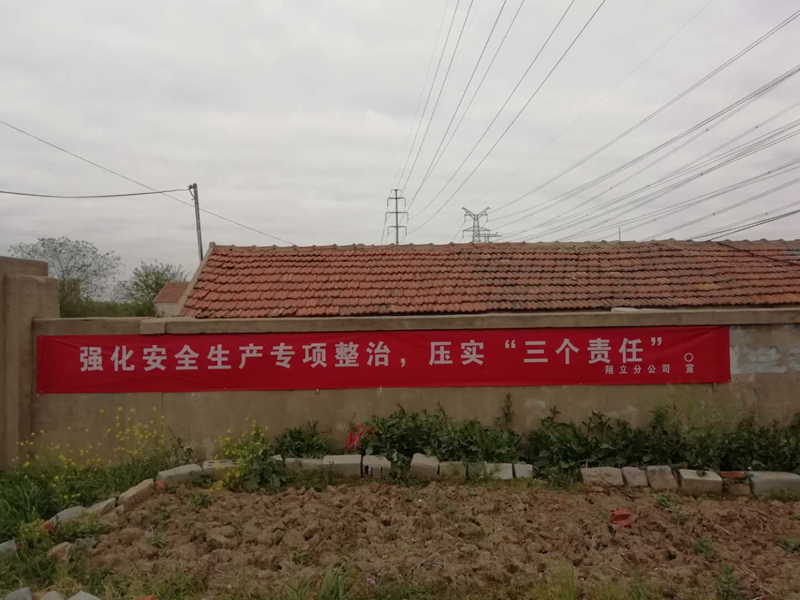 强化安全生产专项整治，压实“三个责任”
翔立分公司 宣